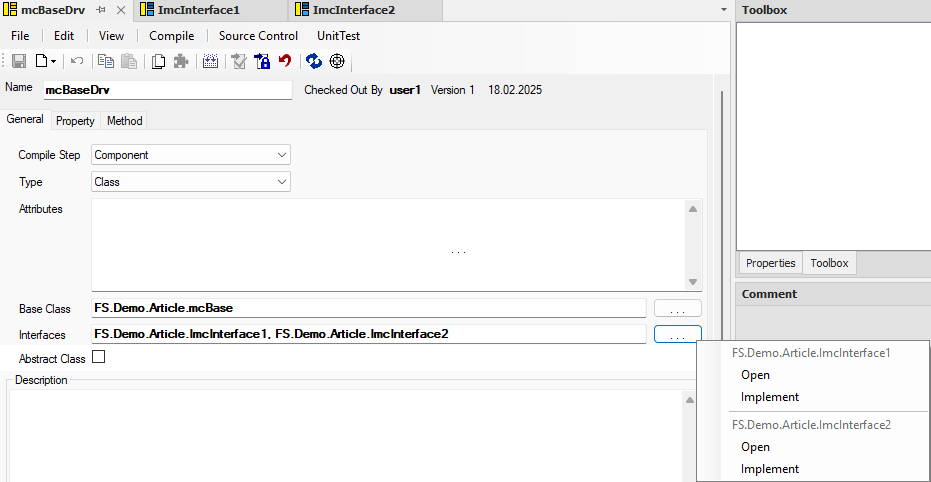 mcBaseDrv ImcInterface1 ImcInterface2
Toolbox
File Edit View Compile Source Control UnitTest
Name mcBaseDrv Checked Out By user1 Version 1 18.02.2025
General Property Method
Compile Step Component
Type Class
Attributes
...
Properties Toolbox
Comment
Base Class FS.Demo.Article.mcBase ...
Interfaces FS.Demo.Article.ImcInterface1, FS.Demo.Article.ImcInterface2 ...
Abstract Class
Description
FS.Demo.Article.ImcInterface1
Open
Implement
FS.Demo.Article.ImcInterface2
Open
Implement